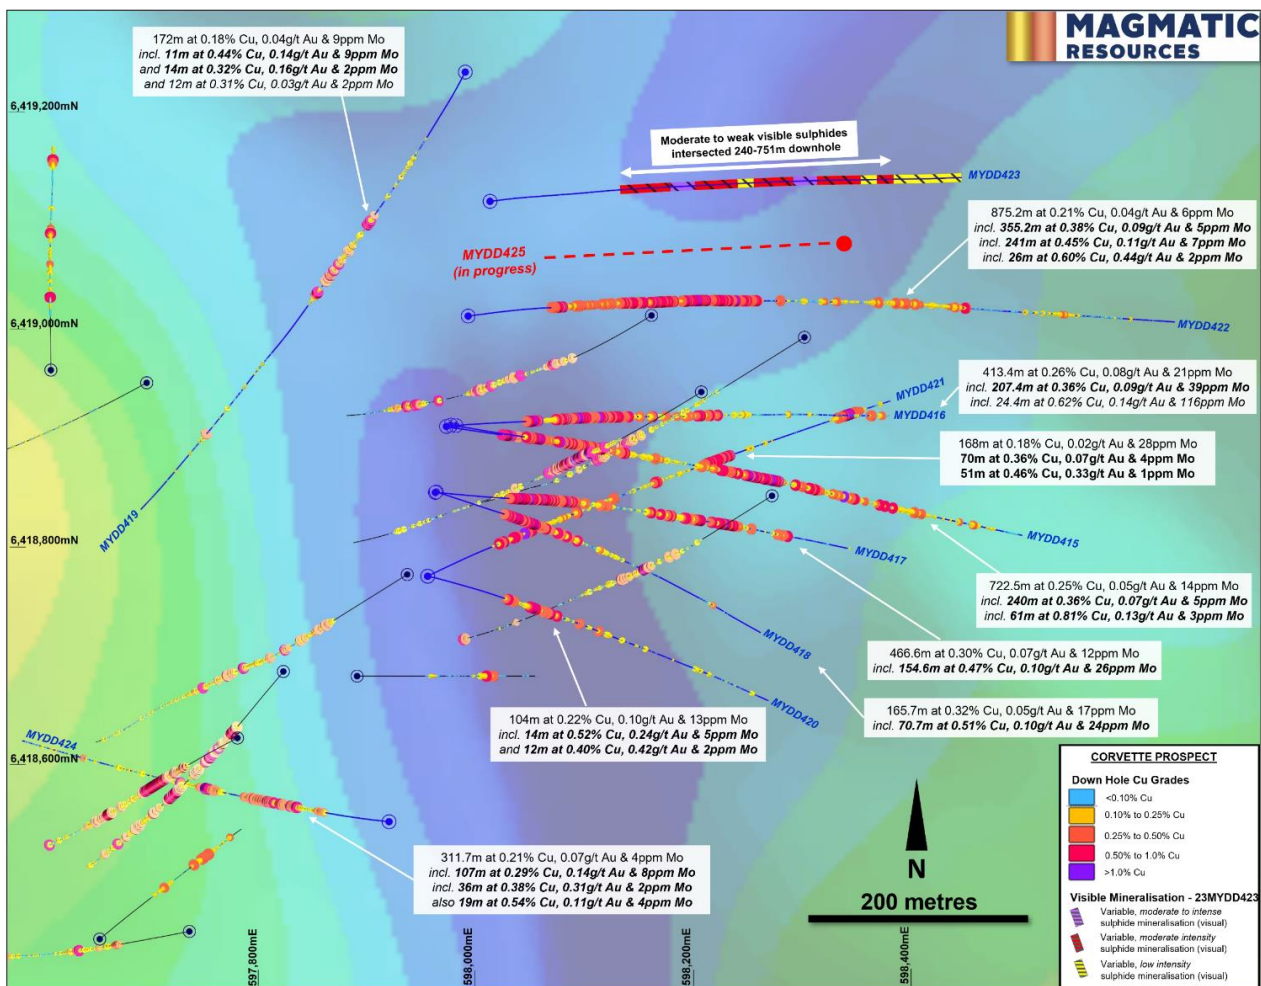 MAGMATIC
RESOURCES
172m at 0.18% Cu, 0.04g/t Au & 9ppm Mo
incl. 11m at 0.44% Cu, 0.14g/t Au & 9ppm Mo
and 14m at 0.32% Cu, 0.16g/t Au & 2ppm Mo
and 12m at 0.31% Cu, 0.03g/t Au & 2ppm Mo
6,419,200mN
Moderate to weak visible sulphides
intersected 240-751m downhole
MYDD423
875.2m at 0.21% Cu, 0.04g/t Au & 6ppm Mo
incl. 355.2m at 0.38% Cu, 0.09g/t Au & 5ppm Mo
incl. 241m at 0.45% Cu, 0.11g/t Au & 7ppm Mo
incl. 26m at 0.60% Cu, 0.44g/t Au & 2ppm Mo
MYDD425
(in progress)
6,419,000mN
MYDD422
413.4m at 0.26% Cu, 0.08g/t Au & 21ppm Mo
incl. 207.4m at 0.36% Cu, 0.09g/t Au & 39ppm Mo
incl. 24.4m at 0.62% Cu, 0.14g/t Au & 116ppm Mo
MYDD421
MYDD416
168m at 0.18% Cu, 0.02g/t Au & 28ppm Mo
70m at 0.36% Cu, 0.07g/t Au & 4ppm Mo
51m at 0.46% Cu, 0.33g/t Au & 1ppm Mo
MYDD419
6,418,800mN
MYDD415
MYDD417
722.5m at 0.25% Cu, 0.05g/t Au & 14ppm Mo
incl. 240m at 0.36% Cu, 0.07g/t Au & 5ppm Mo
incl. 61m at 0.81% Cu, 0.13g/t Au & 3ppm Mo
MYDD418
466.6m at 0.30% Cu, 0.07g/t Au & 12ppm Mo
incl. 154.6m at 0.47% Cu, 0.10g/t Au & 26ppm Mo
MYDD420
165.7m at 0.32% Cu, 0.05g/t Au & 17ppm Mo
incl. 70.7m at 0.51% Cu, 0.10g/t Au & 24ppm Mo
104m at 0.22% Cu, 0.10g/t Au & 13ppm Mo
incl. 14m at 0.52% Cu, 0.24g/t Au & 5ppm Mo
and 12m at 0.40% Cu, 0.42g/t Au & 2ppm Mo
MYDD424
6,418,600mN
311.7m at 0.21% Cu, 0.07g/t Au & 4ppm Mo
incl. 107m at 0.29% Cu, 0.14g/t Au & 8ppm Mo
incl. 36m at 0.38% Cu, 0.31g/t Au & 2ppm Mo
also 19m at 0.54% Cu, 0.11g/t Au & 4ppm Mo
N
200 metres
597,800mE
598,000mE
598,200mE
598,400mE
CORVETTE PROSPECT
Down Hole Cu Grades
<0.10% Cu
0.10% to 0.25% Cu
0.25% to 0.50% Cu
0.50% to 1.0% Cu
>1.0% Cu
Visible Mineralisation - 23MYDD423
Variable, moderate to intense
sulphide mineralisation (visual)
Variable, moderate intensity
sulphide mineralisation (visual)
Variable, low intensity
sulphide mineralisation (visual)